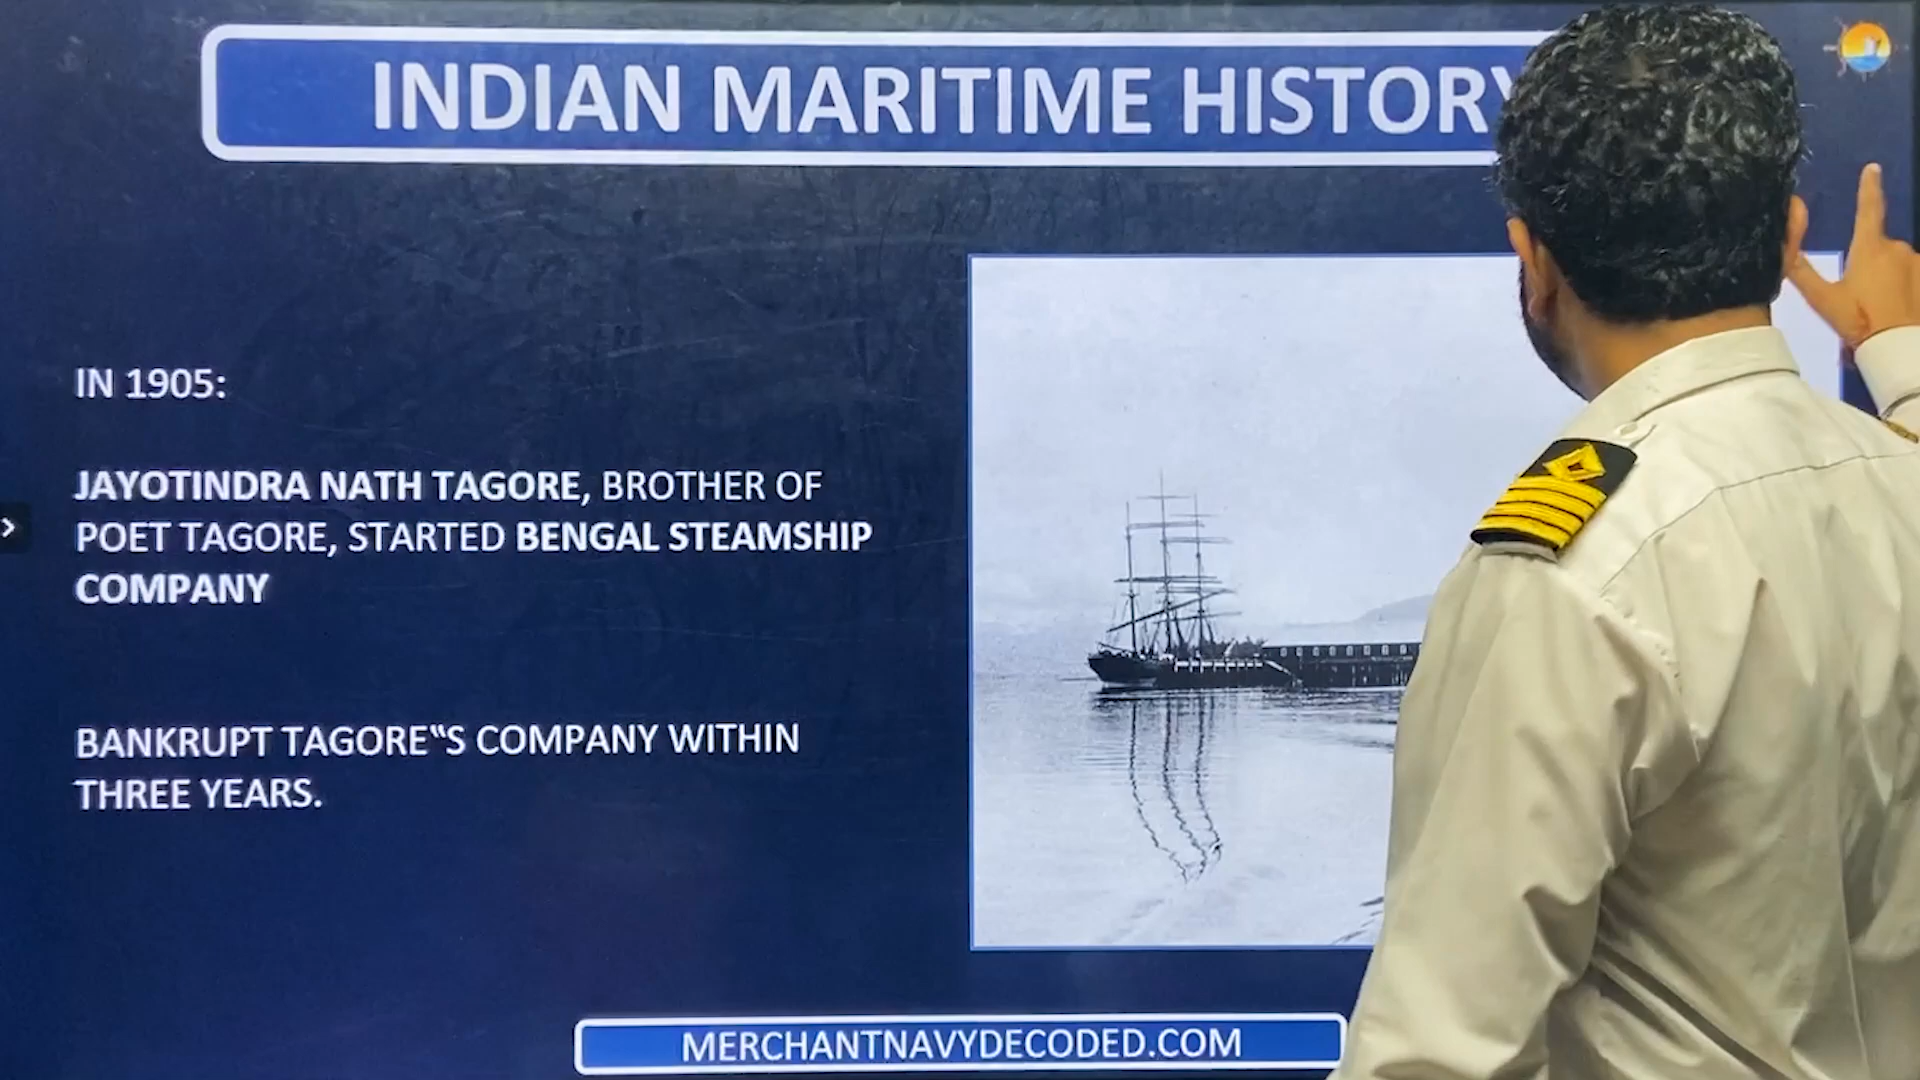 INDIAN MARITIME HISTORY
IN 1905:
JAYOTINDRA NATH TAGORE, BROTHER OF
POET TAGORE, STARTED BENGAL STEAMSHIP
COMPANY
BANKRUPT TAGORE‟S COMPANY WITHIN
THREE YEARS.
MERCHANTNAVYDECODED.COM